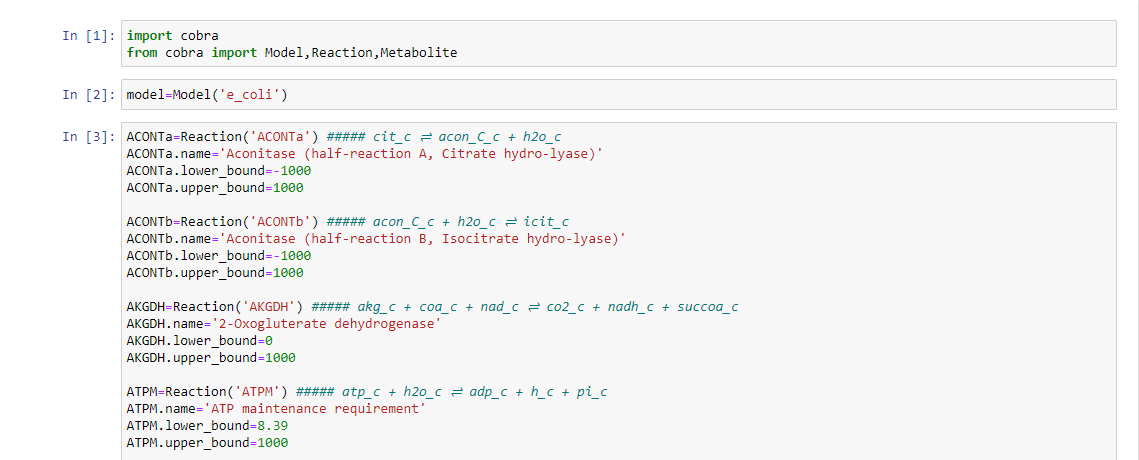 In [1]: import cobra
from cobra import Model,Reaction,Metabolite
In [2]: model=Model('e_coli')
In [3]: ACONTa=Reaction('ACONTa') ##### cit_c ⇌ acon_C_c + h2o_c
ACONTa.name='Aconitase (half-reaction A, Citrate hydro-lyase)'
ACONTa.lower_bound=-1000
ACONTa.upper_bound=1000
ACONTb=Reaction('ACONTb') ##### acon_C_c + h2o_c ⇌ icit_c
ACONTb.name='Aconitase (half-reaction B, Isocitrate hydro-lyase)'
ACONTb.lower_bound=-1000
ACONTb.upper_bound=1000
AKGDH=Reaction('AKGDH') ##### akg_c + coa_c + nad_c ⇌ co2_c + nadh_c + succoa_c
AKGDH.name='2-Oxogluterate dehydrogenase'
AKGDH.lower_bound=0
AKGDH.upper_bound=1000
ATPM=Reaction('ATPM') ##### atp_c + h2o_c ⇌ adp_c + h_c + pi_c
ATPM.name='ATP maintenance requirement'
ATPM.lower_bound=8.39
ATPM.upper_bound=1000